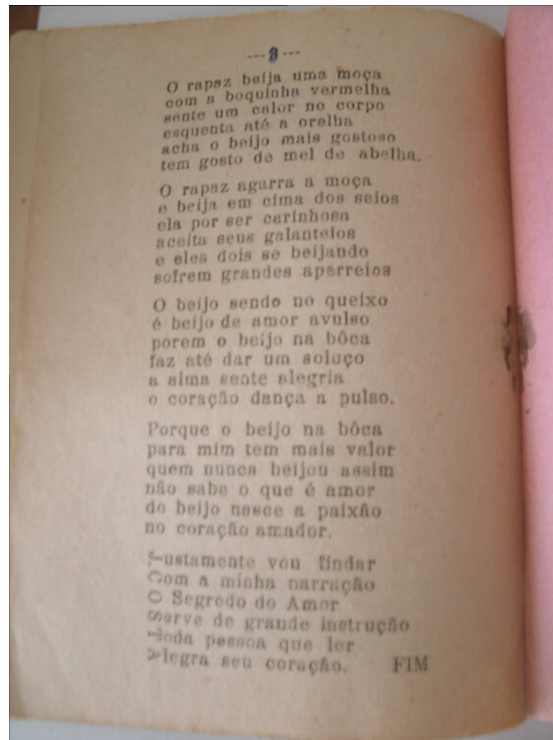 ---8---
O rapaz beija uma moça
com a boquinha vermelha
sente um calor no corpo
esquenta até a orelha
acha o beijo mais gostoso
tem gosto de mel de abelha.
O rapaz agarra a moça
e beija em cima dos seios
ela por ser carinhosa
aceita seus galanteios
e eles dois se beijando
sofrem grandes aperreios
O beijo sendo no queixo
é beijo de amor avulso
porem o beijo na bôca
faz até dar um soluço
a alma sente alegria
o coração dança a pulso.
Porque o beijo na bôca
para mim tem mais valor
quem nunca beijou assim
não sabe o que é amor
do beijo nasce a paixão
no coração amador.
Justamente vou findar
Com a minha narração
O Segredo do Amor
Serve de grande instrução
Toda pessoa que ler
Alegra seu coração. FIM